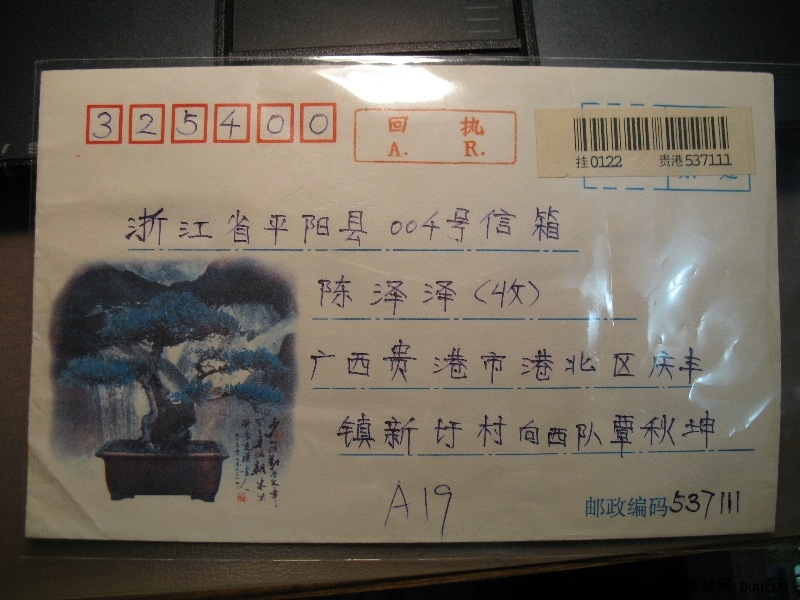 325400
回 执
A. R.
挂0122 贵港537111
浙江省平阳县004号信箱
陈泽泽(收)
广西贵港市港北区庆丰
镇新圩村向西队覃秋坤
A19
邮政编码537111